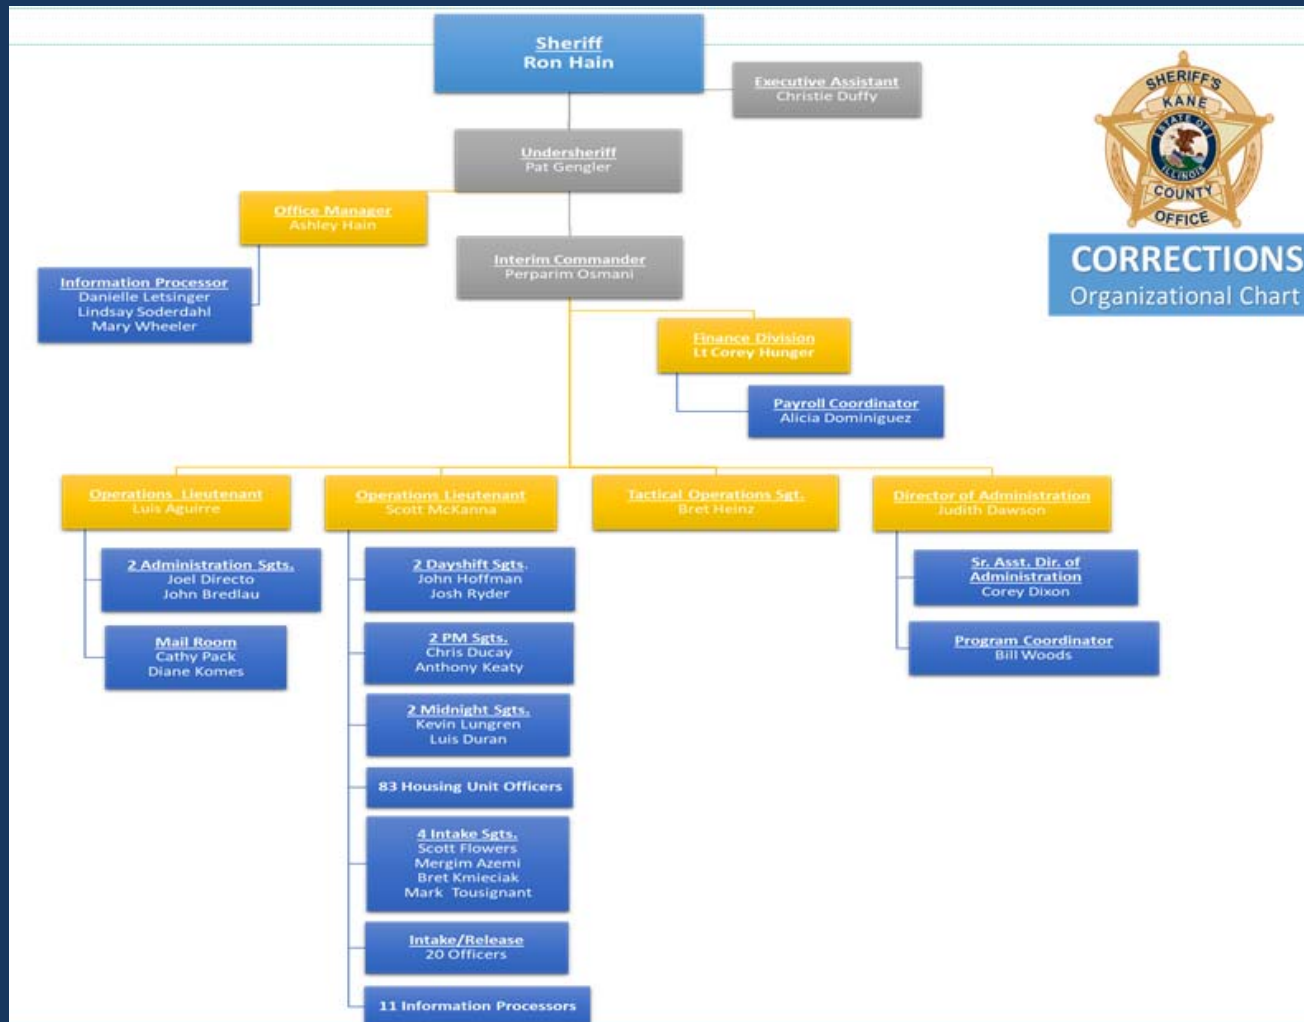 Sheriff
Ron Hain
Executive Assistant
Christie Duffy
SHERIFF'S
KANE
STATE OF
ILLINOIS
COUNTY
OFFICE
Undersheriff
Pat Gengler
Office Manager
Ashley Hain
Interim Commander
Perparim Osmani
CORRECTIONS
Organizational Chart
Information Processor
Danielle Letsinger
Lindsay Soderdahl
Mary Wheeler
Finance Division
Lt Corey Hunger
Payroll Coordinator
Alicia Dominiguez
Operations Lieutenant
Luis Aguirre
2 Administration Sgts.
Joel Directo
John Bredlau
Mail Room
Cathy Pack
Diane Komes
Operations Lieutenant
Scott McKanna
2 Dayshift Sgts.
John Hoffman
Josh Ryder
2 PM Sgts.
Chris Ducay
Anthony Keaty
2 Midnight Sgts.
Kevin Lungren
Luis Duran
83 Housing Unit Officers
4 Intake Sgts.
Scott Flowers
Mergim Azemi
Bret Kmieciak
Mark Tousignant
Intake/Release
20 Officers
11 Information Processors
Tactical Operations Sgt.
Bret Heinz
Director of Administration
Judith Dawson
Sr. Asst. Dir. of
Administration
Corey Dixon
Program Coordinator
Bill Woods